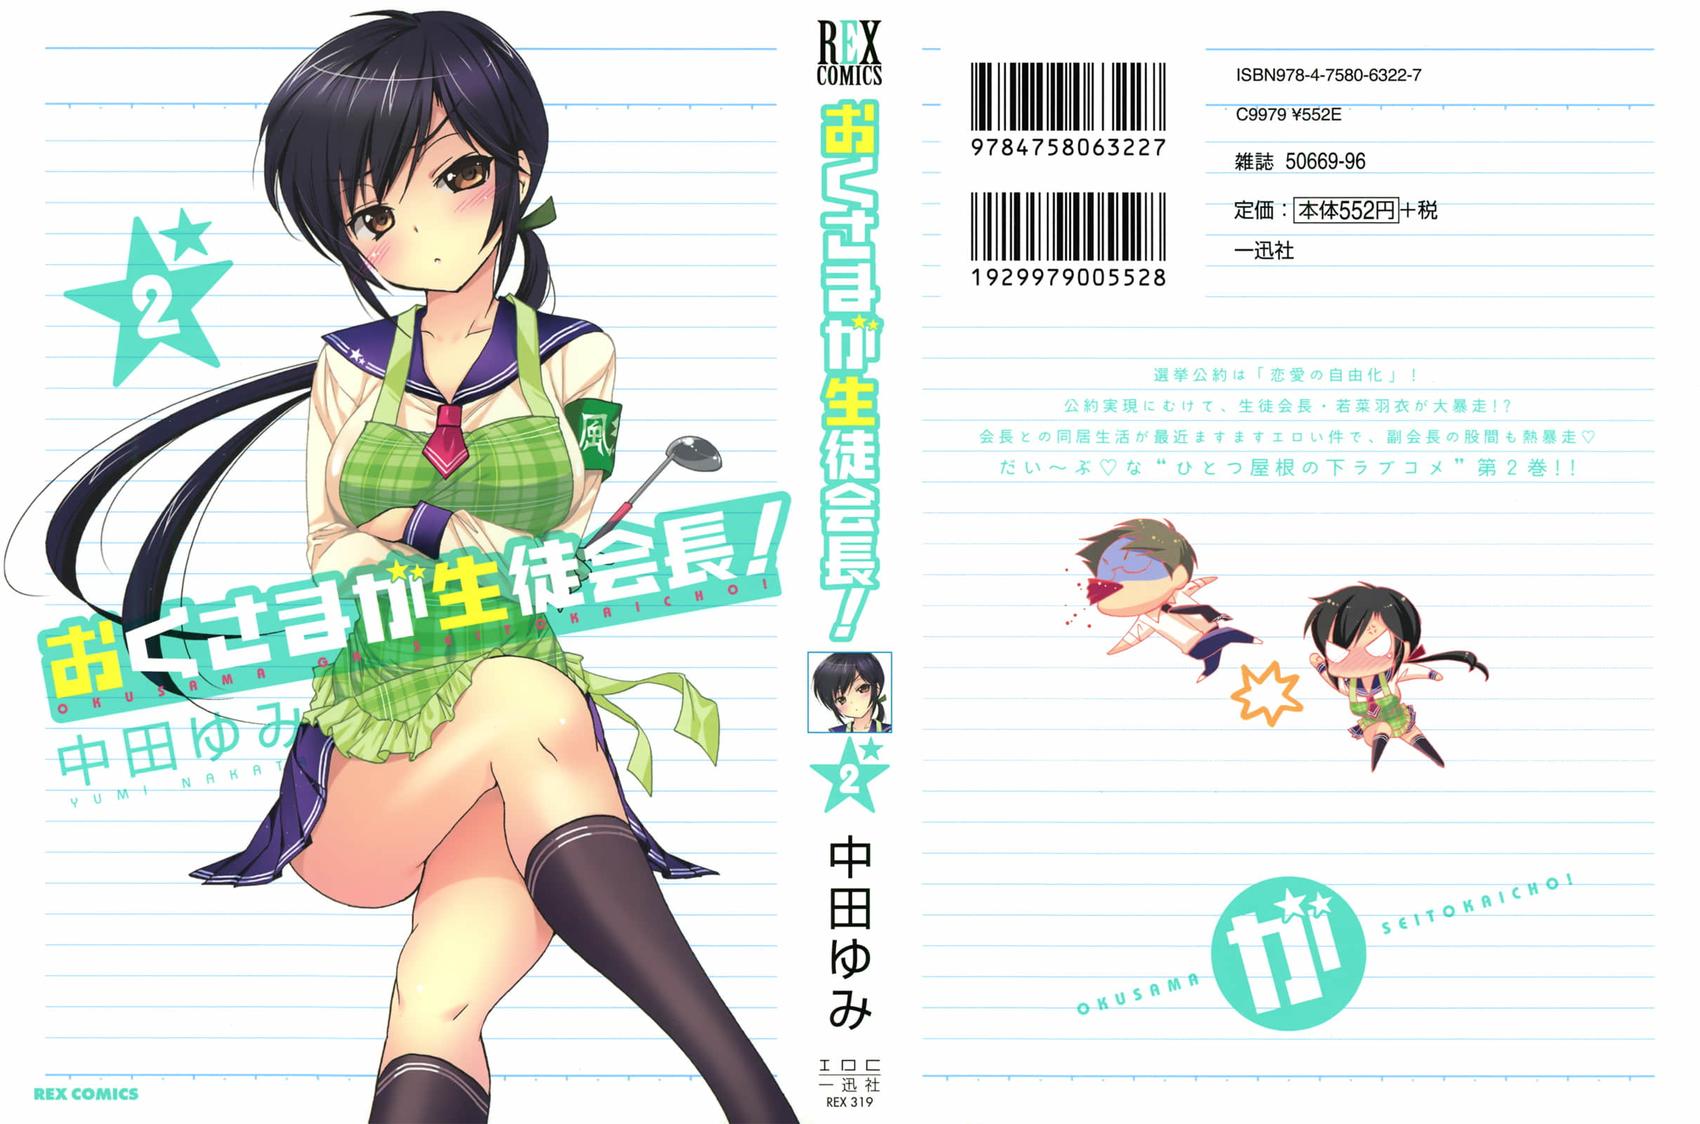 2
おくさまが生徒会長!
OKUSAMA GA SEITOKAICHO!
中田ゆみ
YUMI NAKATA
風
REX COMICS
REX
COMICS
おくさまが生徒会長!
2
中田ゆみ
一迅社
REX 319
9784758063227
1929979005528
ISBN978-4-7580-6322-7
C9979 ¥552E
雑誌 50669-96
定価：本体552円+税
一迅社
選挙公約は「恋愛の自由化」！
公約実現にむけて、生徒会長・若菜羽衣が大暴走!?
会長との同居生活が最近ますますエロい件で、副会長の股間も熱暴走♡
だい～ぶ♡な“ひとつ屋根の下ラブコメ”第2巻!!
OKUSAMA
が
SEITOKAICHO!